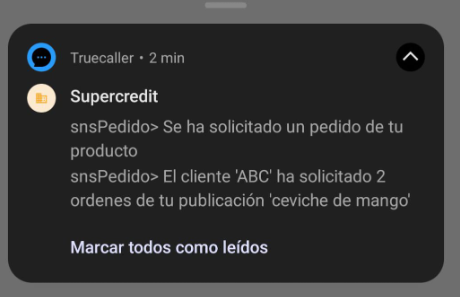 Truecaller • 2 min
Supercredit
snsPedido> Se ha solicitado un pedido de tu
producto
snsPedido> El cliente 'ABC' ha solicitado 2
ordenes de tu publicación 'ceviche de mango'
Marcar todos como leídos